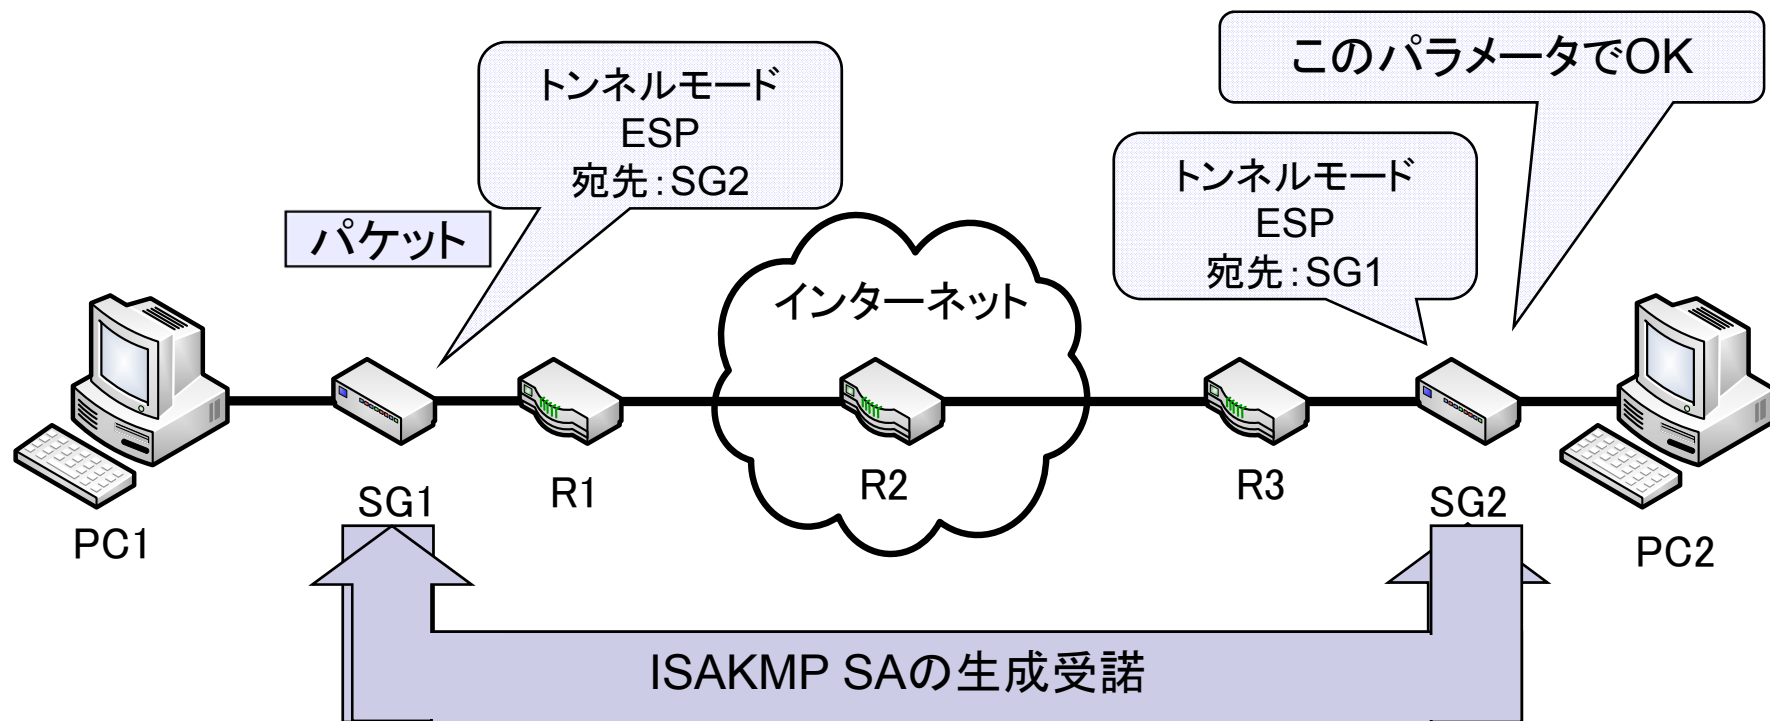 このパラメータでOK
トンネルモード
ESP
宛先：SG2
トンネルモード
ESP
宛先：SG1
パケット
インターネット
PC1
SG1
R1
R2
R3
SG2
PC2
ISAKMP SAの生成受諾